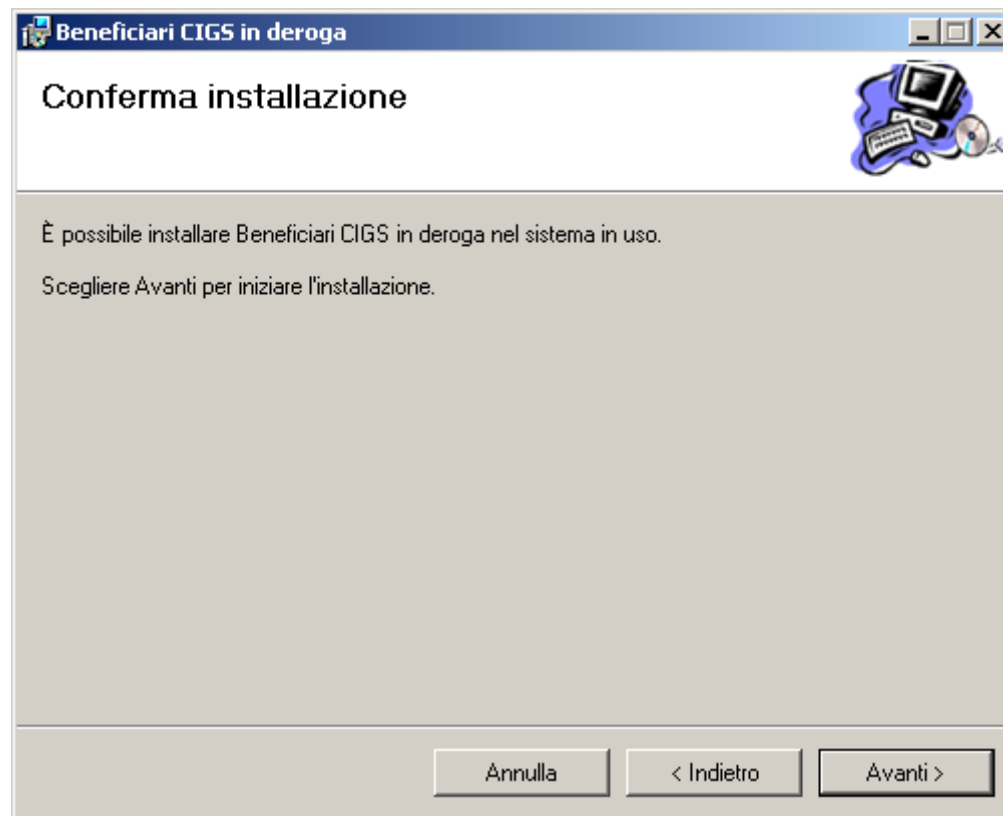 Beneficiari CIGS in deroga
Conferma installazione
È possibile installare Beneficiari CIGS in deroga nel sistema in uso.
Scegliere Avanti per iniziare l'installazione.
Annulla
< Indietro
Avanti >